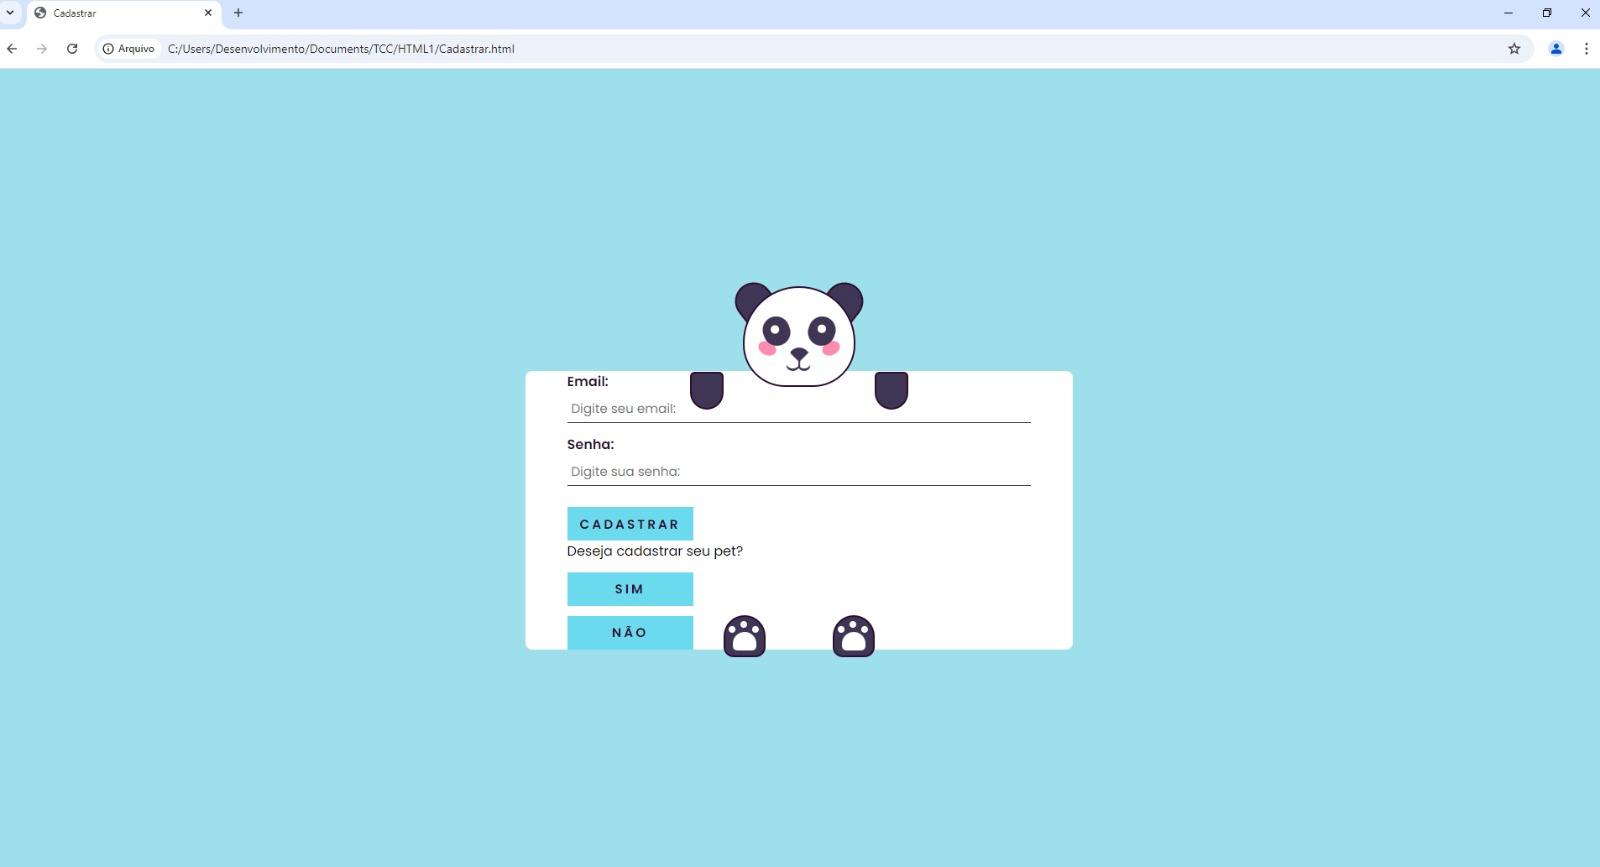 Cadastrar
Arquivo
C:/Users/Desenvolvimento/Documents/TCC/HTML1/Cadastrar.html
Email:
Digite seu email:
Senha:
Digite sua senha:
CADASTRAR
Deseja cadastrar seu pet?
SIM
NÃO